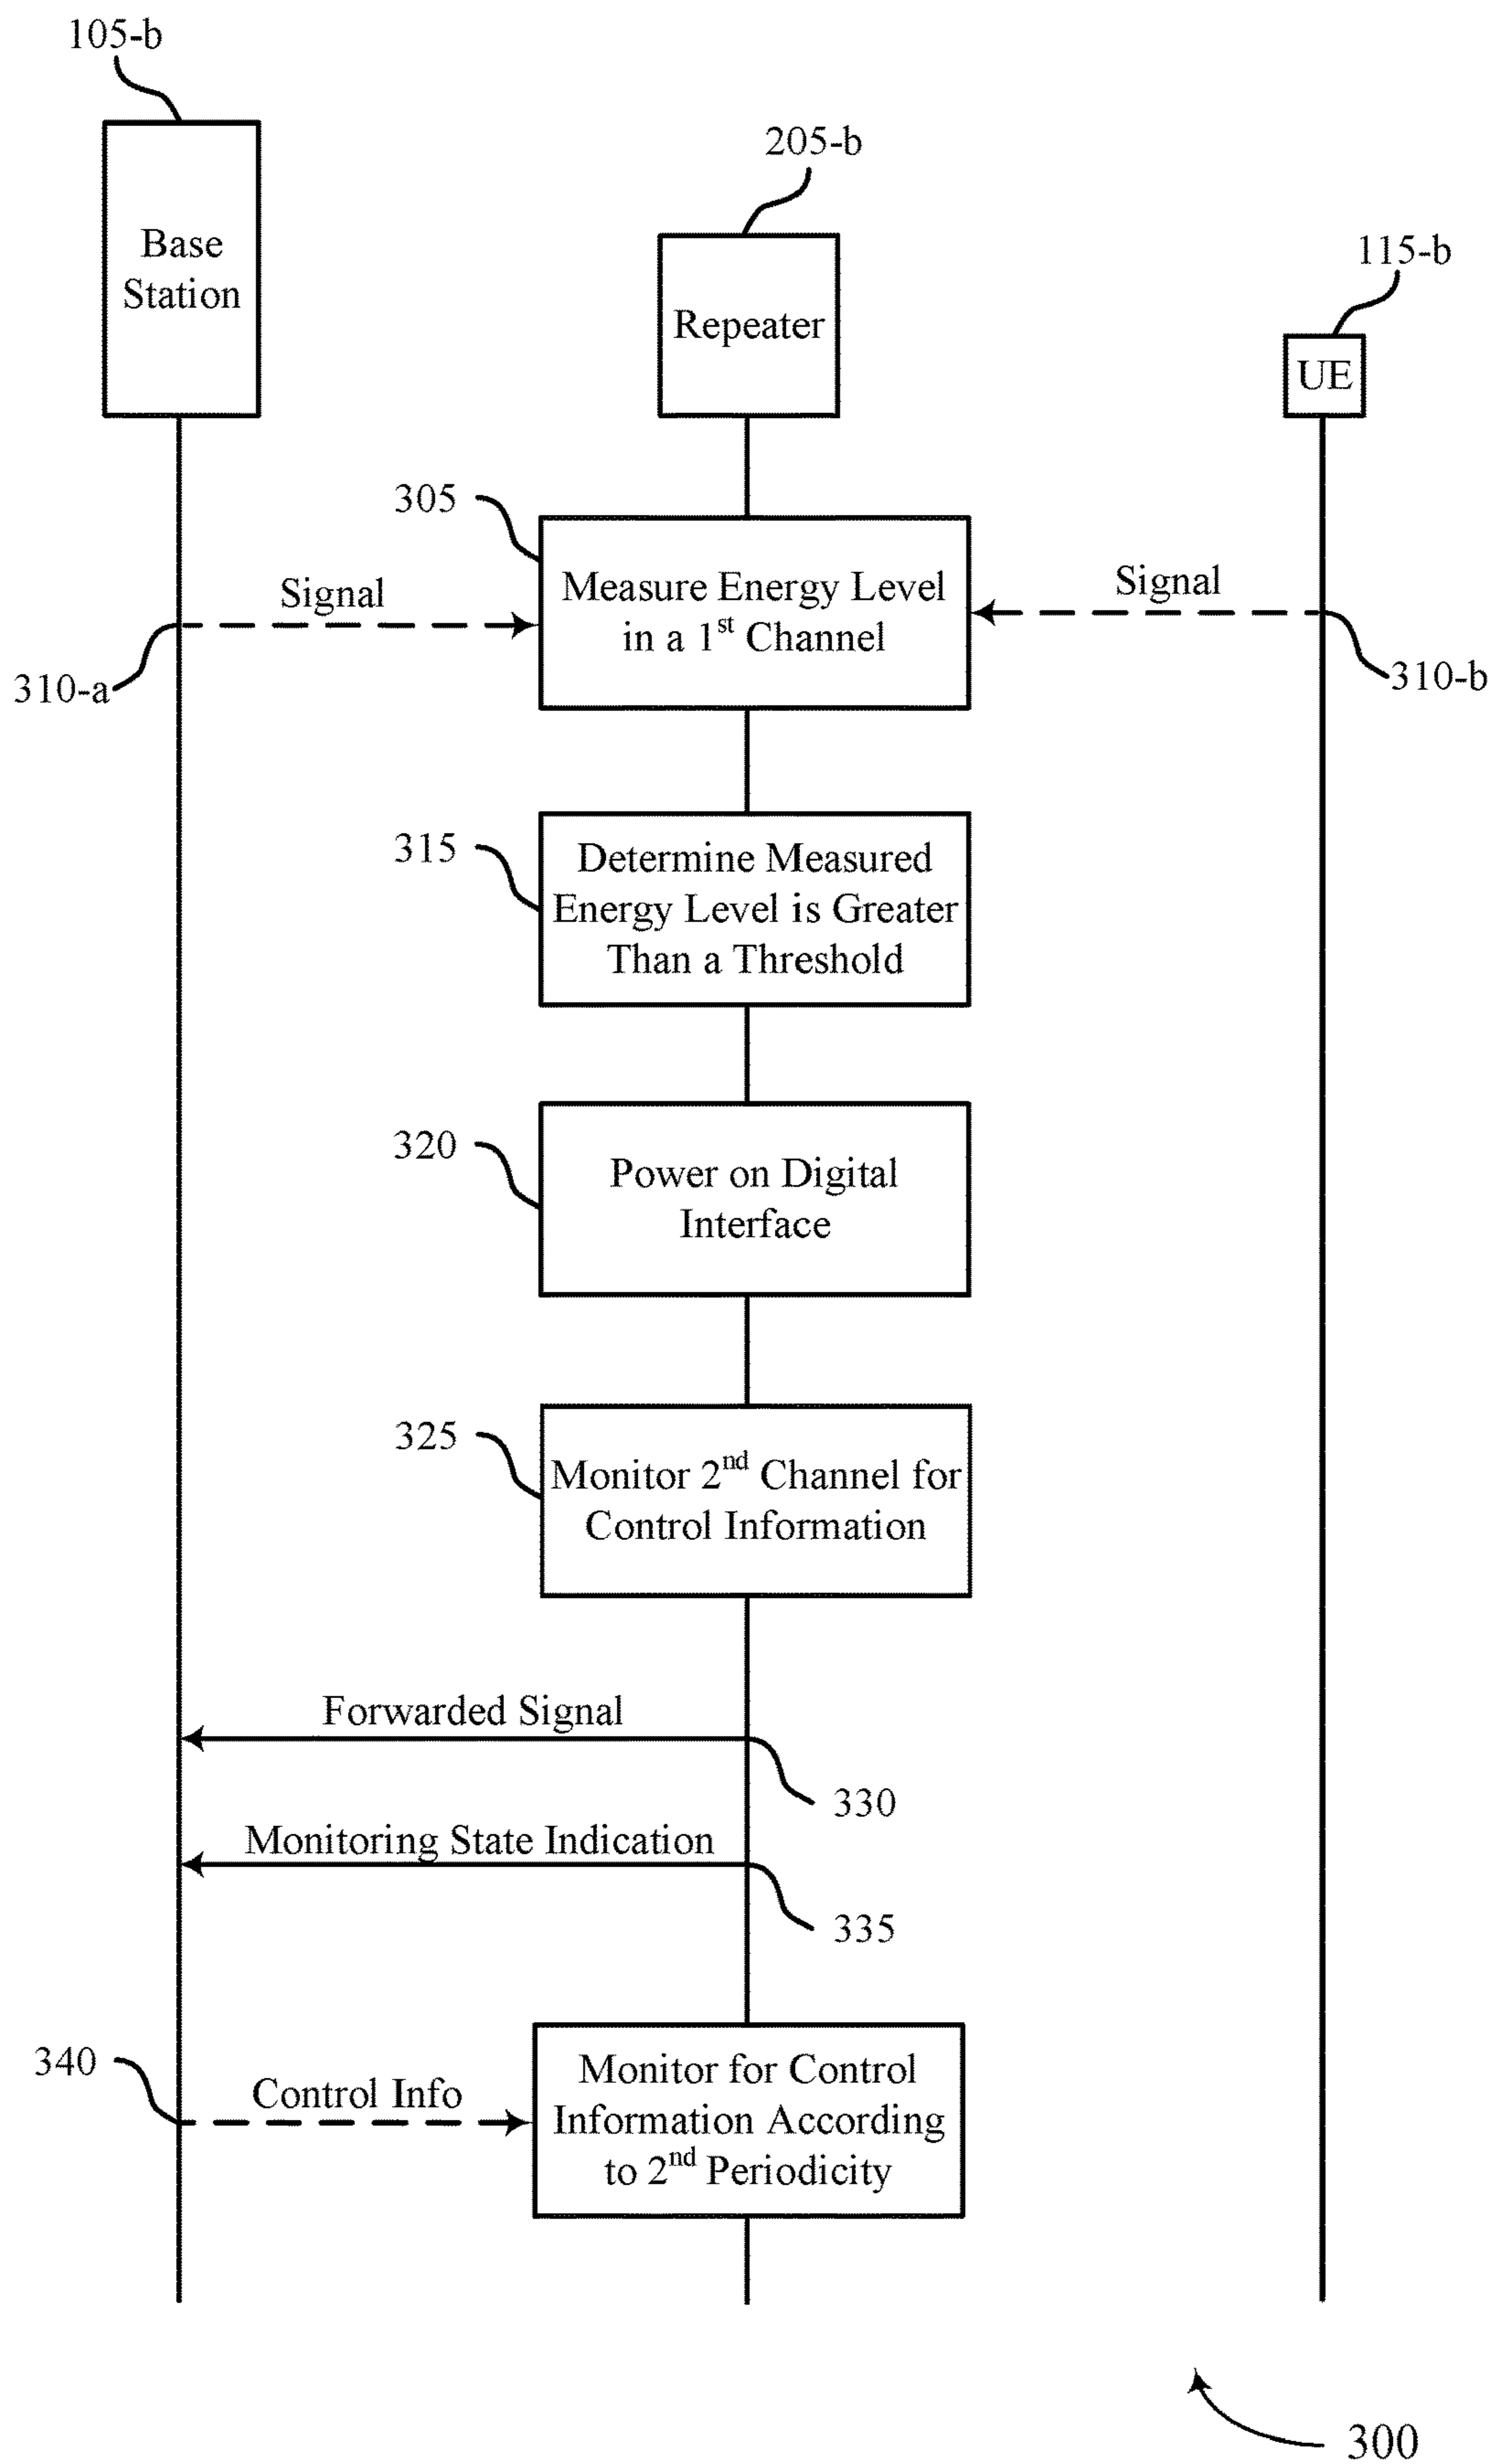 105-b
205-b
115-b
Base
Station
Repeater
UE
305
Measure Energy Level
in a 1st Channel
Signal
Signal
310-a
310-b
315
Determine Measured
Energy Level is Greater
Than a Threshold
320
Power on Digital
Interface
325
Monitor 2nd Channel for
Control Information
Forwarded Signal
330
Monitoring State Indication
335
340
Control Info
Monitor for Control
Information According
to 2nd Periodicity
300